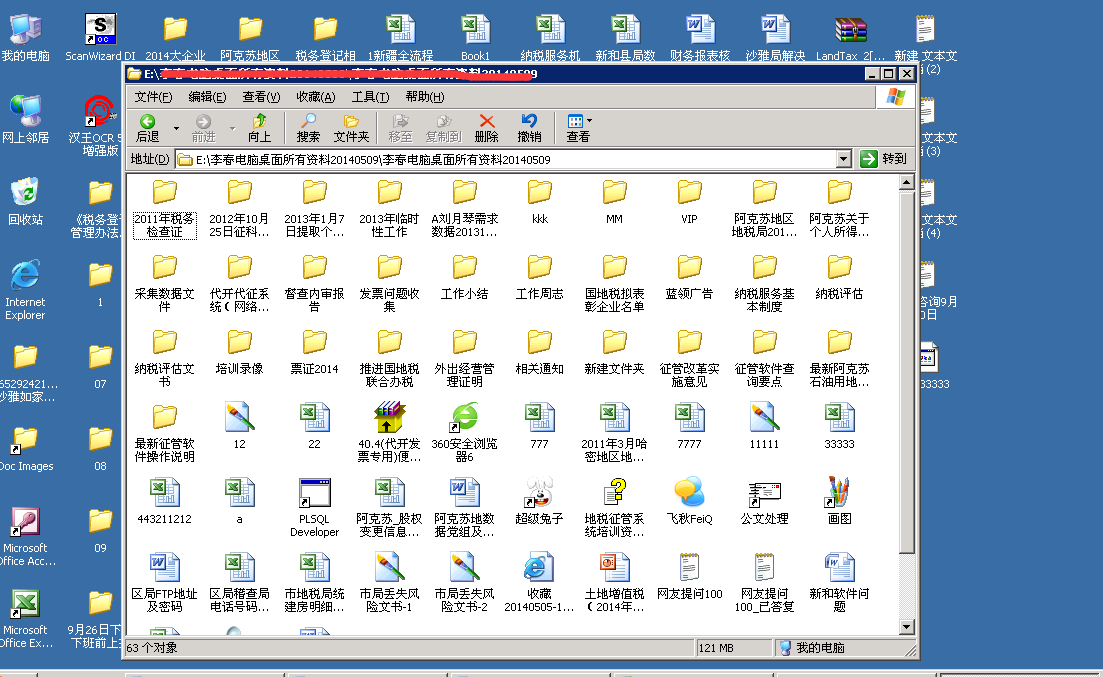 我的电脑
ScanWizard DI
2014大企业
阿克苏地区
税务登记相
1新疆全流程
Book1
纳税服务机
新和县局数
财务报表核
沙雅局解决
LandTax 2[...
新建 文本文
(2)
网上邻居
汉王OCR 5
增强版
文本文
(3)
回收站
《税务登
管理办法.
文本文
(4)
Internet
Explorer
1
咨询9月
日
65292421...
沙雅如家...
07
33333
Doc Images
08
Microsoft
Office Acc...
09
Microsoft
Office Ex...
9月26日下
下班前上
E:\李春电脑桌面所有资料20140509\李春电脑桌面所有资料20140509
文件(F)
编辑(E)
查看(V)
收藏(A)
工具(T)
帮助(H)
后退
前进
向上
搜索
文件夹
移至
复制到
删除
撤销
查看
地址(D)
E:\李春电脑桌面所有资料20140509\李春电脑桌面所有资料20140509
转到
2011年税务
检查证
2012年10月
25日征科...
2013年1月7
日提取个...
2013年临时
性工作
A刘月琴需求
数据20131...
kkk
MM
VIP
阿克苏地区
地税局201...
阿克苏关于
个人所得...
采集数据文
件
代开代征系
统（网络...
督查内审报
告
发票问题收
集
工作小结
工作周志
国地税拟表
彰企业名单
蓝领广告
纳税服务基
本制度
纳税评估
纳税评估文
书
培训录像
票证2014
推进国地税
联合办税
外出经营管
理证明
相关通知
新建文件夹
征管改革实
施意见
征管软件查
询要点
最新阿克苏
石油用地...
最新征管软
件操作说明
12
22
40.4(代开发
票专用)便...
360安全浏览
器6
777
2011年3月哈
密地区地...
7777
11111
33333
443211212
a
PLSQL
Developer
阿克苏_股权
变更信息...
阿克苏地数
据党组及...
超级兔子
地税征管系
统培训资...
飞秋FeiQ
公文处理
画图
区局FTP地址
及密码
区局稽查局
电话号码...
市地税局统
建房明细...
市局丢失风
险文书-1
市局丢失风
险文书-2
收藏
20140505-1...
土地增值税
（2014年...
网友提问100
网友提问
100_已答复
新和软件问
题
63 个对象
121 MB
我的电脑